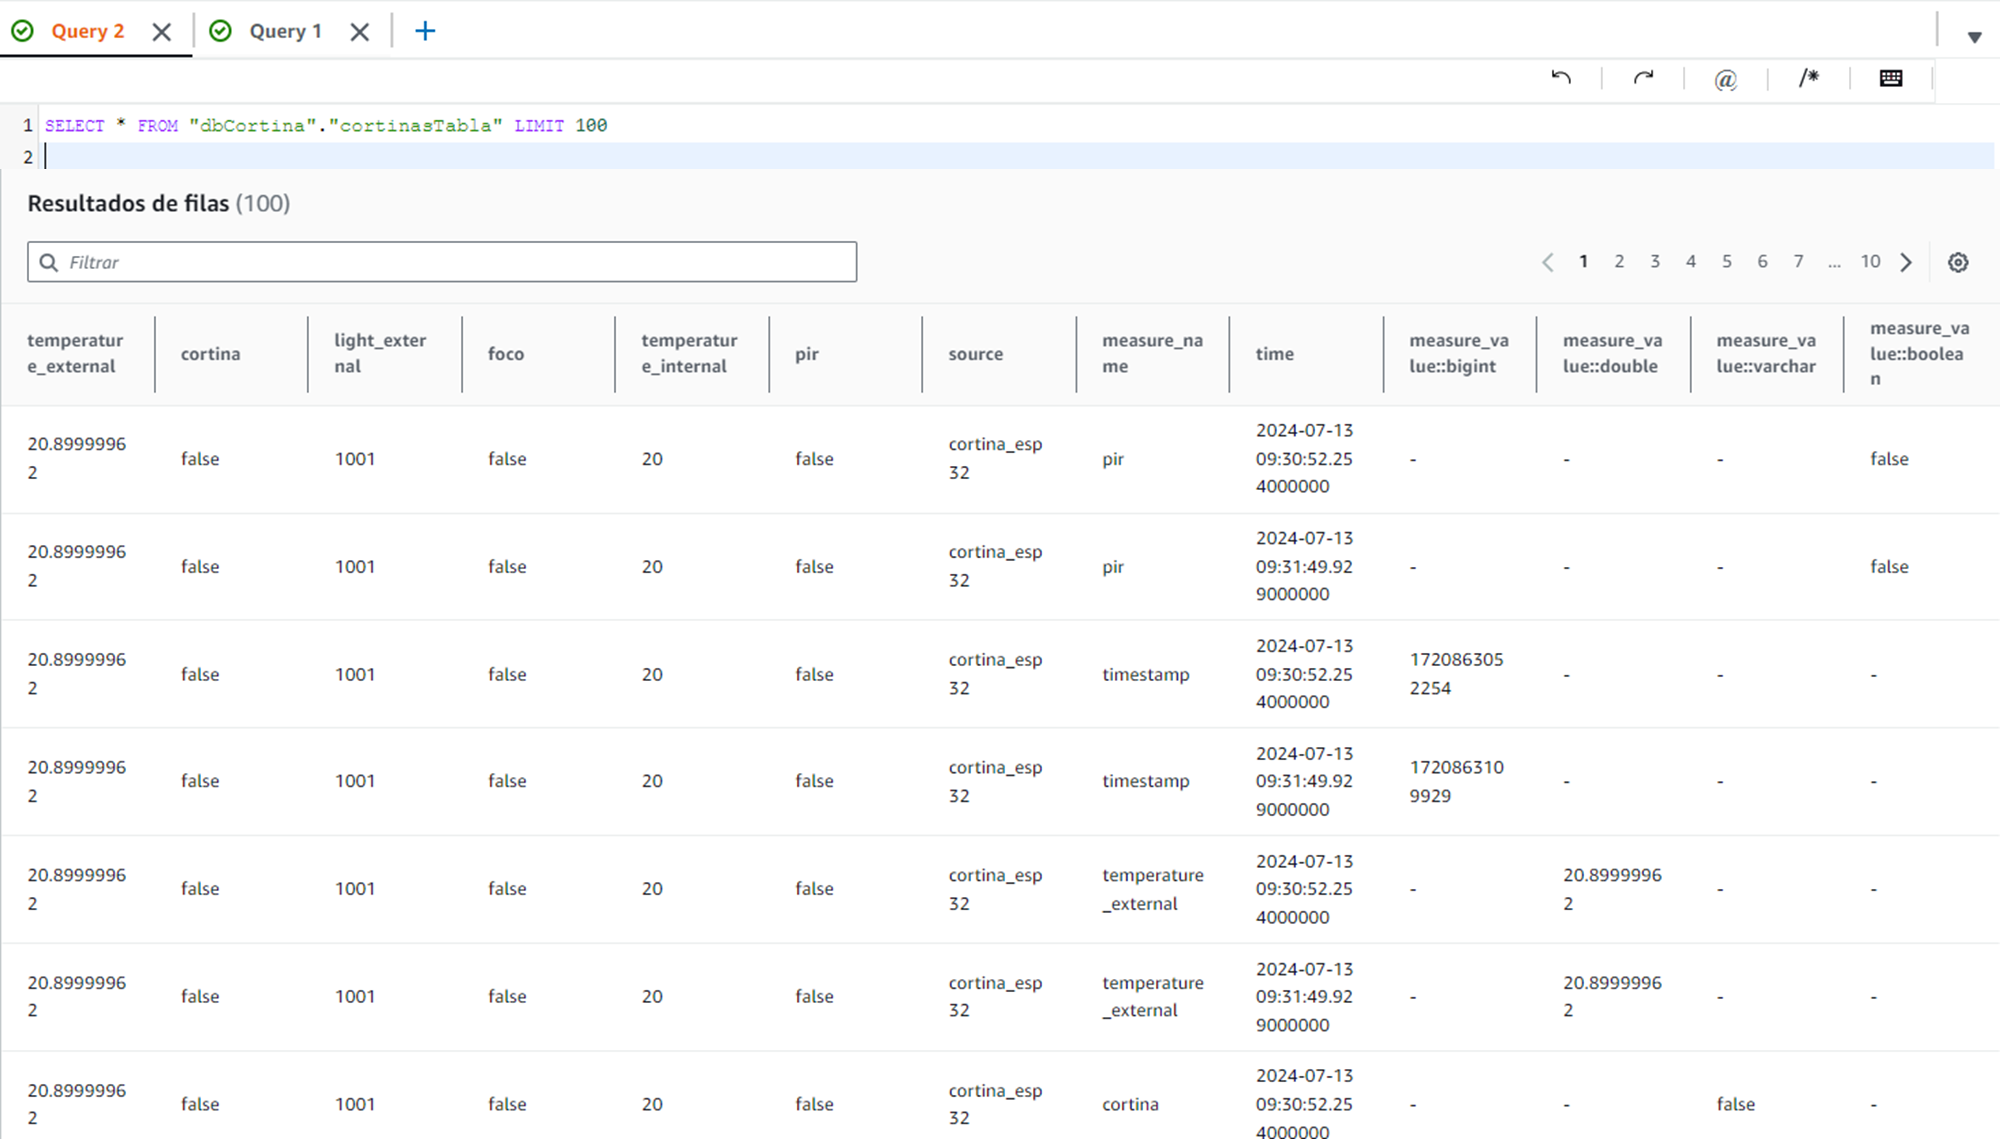 Query 2
Query 1
@
/*
1 SELECT * FROM "dbCortina"."cortinasTabla" LIMIT 100
2
Resultados de filas (100)
Filtrar
1 2 3 4 5 6 7 ... 10
temperatur
e_external
cortina
light_exter
nal
foco
temperatur
e_internal
pir
source
measure_na
me
time
measure_va
lue::bigint
measure_va
lue::double
measure_va
lue::varchar
measure_va
lue::boolea
n
20.8999996
2
false
1001
false
20
false
cortina_esp
32
pir
2024-07-13
09:30:52.25
4000000
-
-
-
false
20.8999996
2
false
1001
false
20
false
cortina_esp
32
pir
2024-07-13
09:31:49.92
9000000
-
-
-
false
20.8999996
2
false
1001
false
20
false
cortina_esp
32
timestamp
2024-07-13
09:30:52.25
4000000
172086305
2254
-
-
-
20.8999996
2
false
1001
false
20
false
cortina_esp
32
timestamp
2024-07-13
09:31:49.92
9000000
172086310
9929
-
-
-
20.8999996
2
false
1001
false
20
false
cortina_esp
32
temperature
_external
2024-07-13
09:30:52.25
4000000
-
20.8999996
2
-
-
20.8999996
2
false
1001
false
20
false
cortina_esp
32
temperature
_external
2024-07-13
09:31:49.92
9000000
-
20.8999996
2
-
-
20.8999996
2
false
1001
false
20
false
cortina_esp
32
cortina
2024-07-13
09:30:52.25
4000000
-
-
false
-